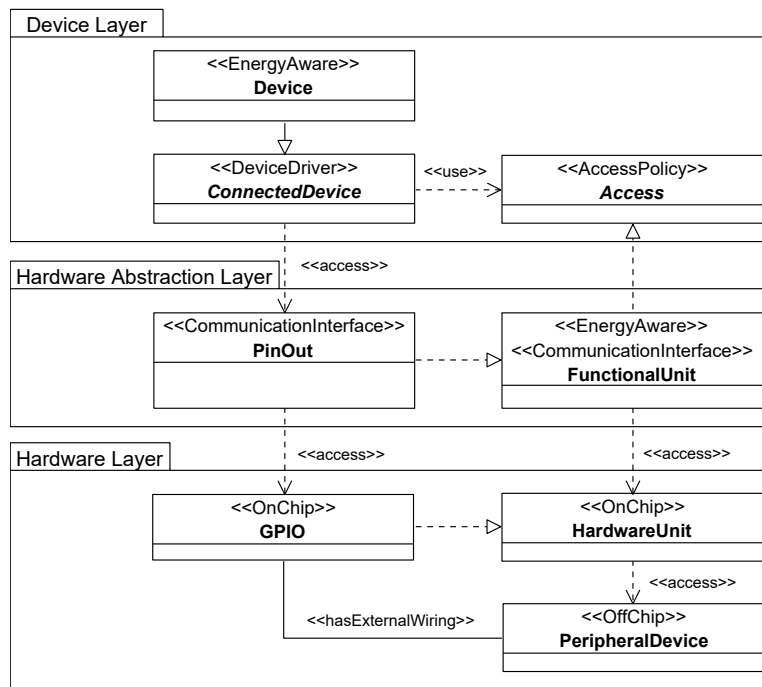 Device Layer
<<EnergyAware>>
Device
<<DeviceDriver>>
ConnectedDevice
<<use>>
<<AccessPolicy>>
Access
<<access>>
Hardware Abstraction Layer
<<CommunicationInterface>>
PinOut
<<EnergyAware>>
<<CommunicationInterface>>
FunctionalUnit
<<access>>
<<access>>
Hardware Layer
<<OnChip>>
GPIO
<<OnChip>>
HardwareUnit
<<access>>
<<hasExternalWiring>>
<<OffChip>>
PeripheralDevice